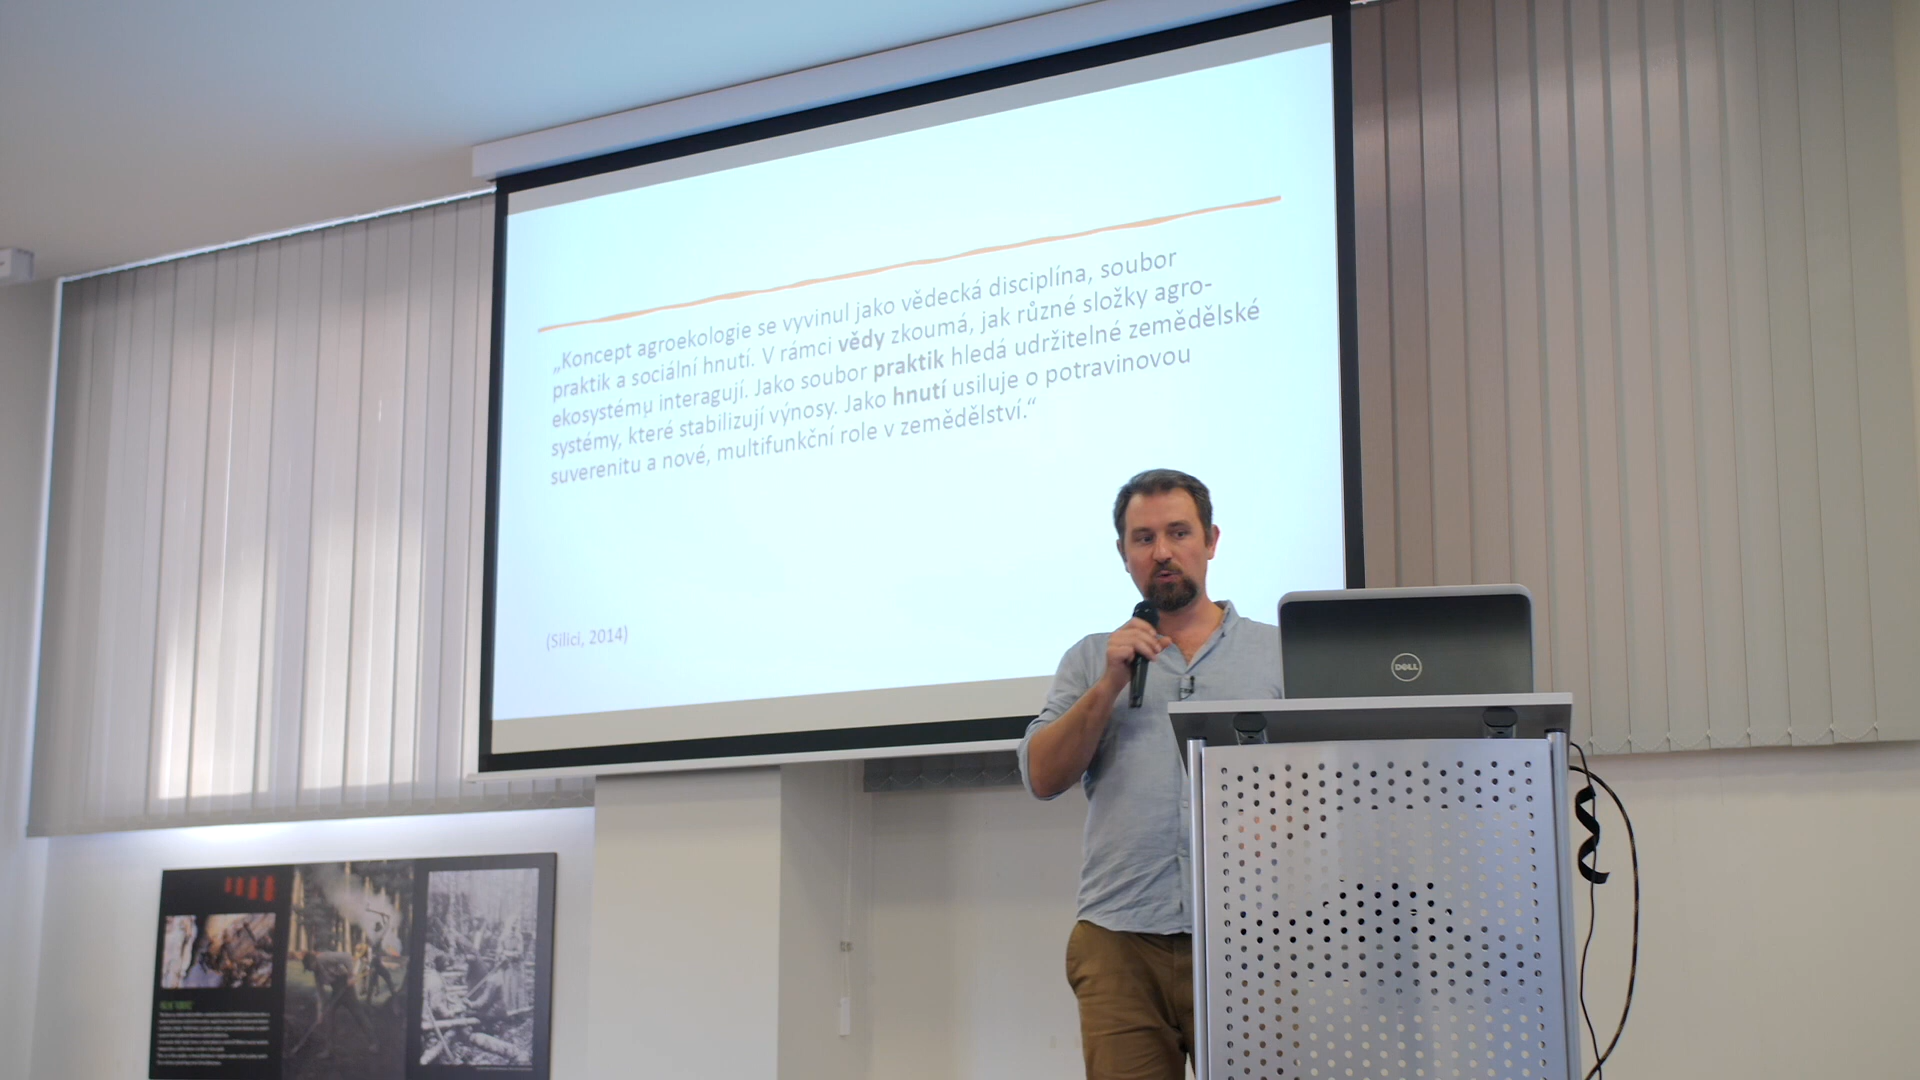 „Koncept agroekologie se vyvinul jako vědecká disciplína, soubor
praktik a sociální hnutí. V rámci vědy zkoumá, jak různé složky agro-
ekosystému interagují. Jako soubor praktik hledá udržitelné zemědělské
systémy, které stabilizují výnosy. Jako hnutí usiluje o potravinovou
suverenitu a nové, multifunkční role v zemědělství.“
(Silici, 2014)
DELL